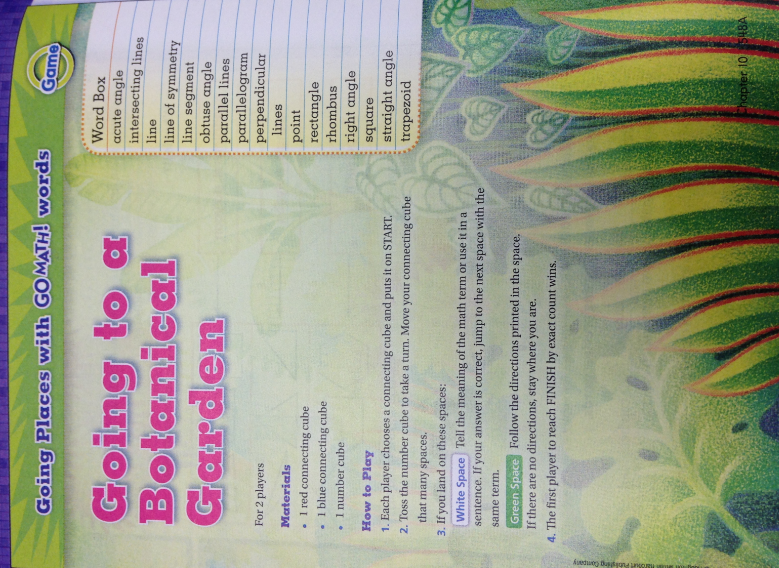 Going Places with GO MATH! words
Game
Going to a
Botanical
Garden
For 2 players
Materials
• 1 red connecting cube
• 1 blue connecting cube
• 1 number cube
How to Play
1. Each player chooses a connecting cube and puts it on START.
2. Toss the number cube to take a turn. Move your connecting cube
that many spaces.
3. If you land on these spaces:
White Space Tell the meaning of the math term or use it in a
sentence. If your answer is correct, jump to the next space with the
same term.
Green Space Follow the directions printed in the space.
If there are no directions, stay where you are.
4. The first player to reach FINISH by exact count wins.
Word Box
acute angle
intersecting lines
line
line of symmetry
line segment
obtuse angle
parallel lines
parallelogram
perpendicular
lines
point
rectangle
rhombus
right angle
square
straight angle
trapezoid
Chapter 10
Harcourt Publishing Company